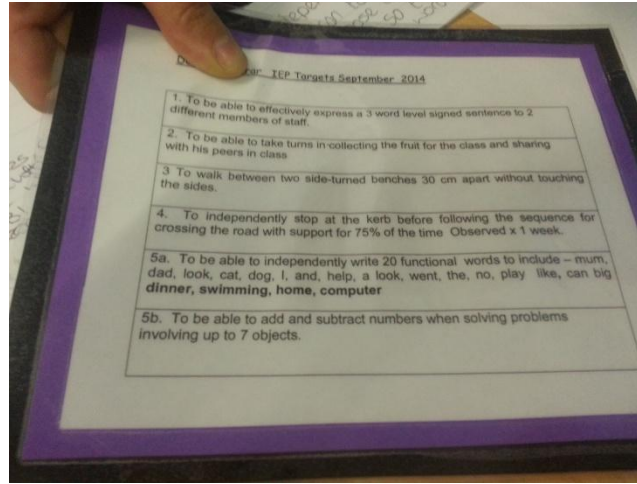 IEP Targets September 2014
1. To be able to effectively express a 3 word level signed sentence to 2
different members of staff.
2. To be able to take turns in collecting the fruit for the class and sharing
with his peers in class
3 To walk between two side-turned benches 30 cm apart without touching
the sides.
4. To independently stop at the kerb before following the sequence for
crossing the road with support for 75% of the time Observed x 1 week.
5a. To be able to independently write 20 functional words to include – mum,
dad, look, cat, dog, I, and, help, a look, went, the, no, play like, can big
dinner, swimming, home, computer
5b. To be able to add and subtract numbers when solving problems
involving up to 7 objects.